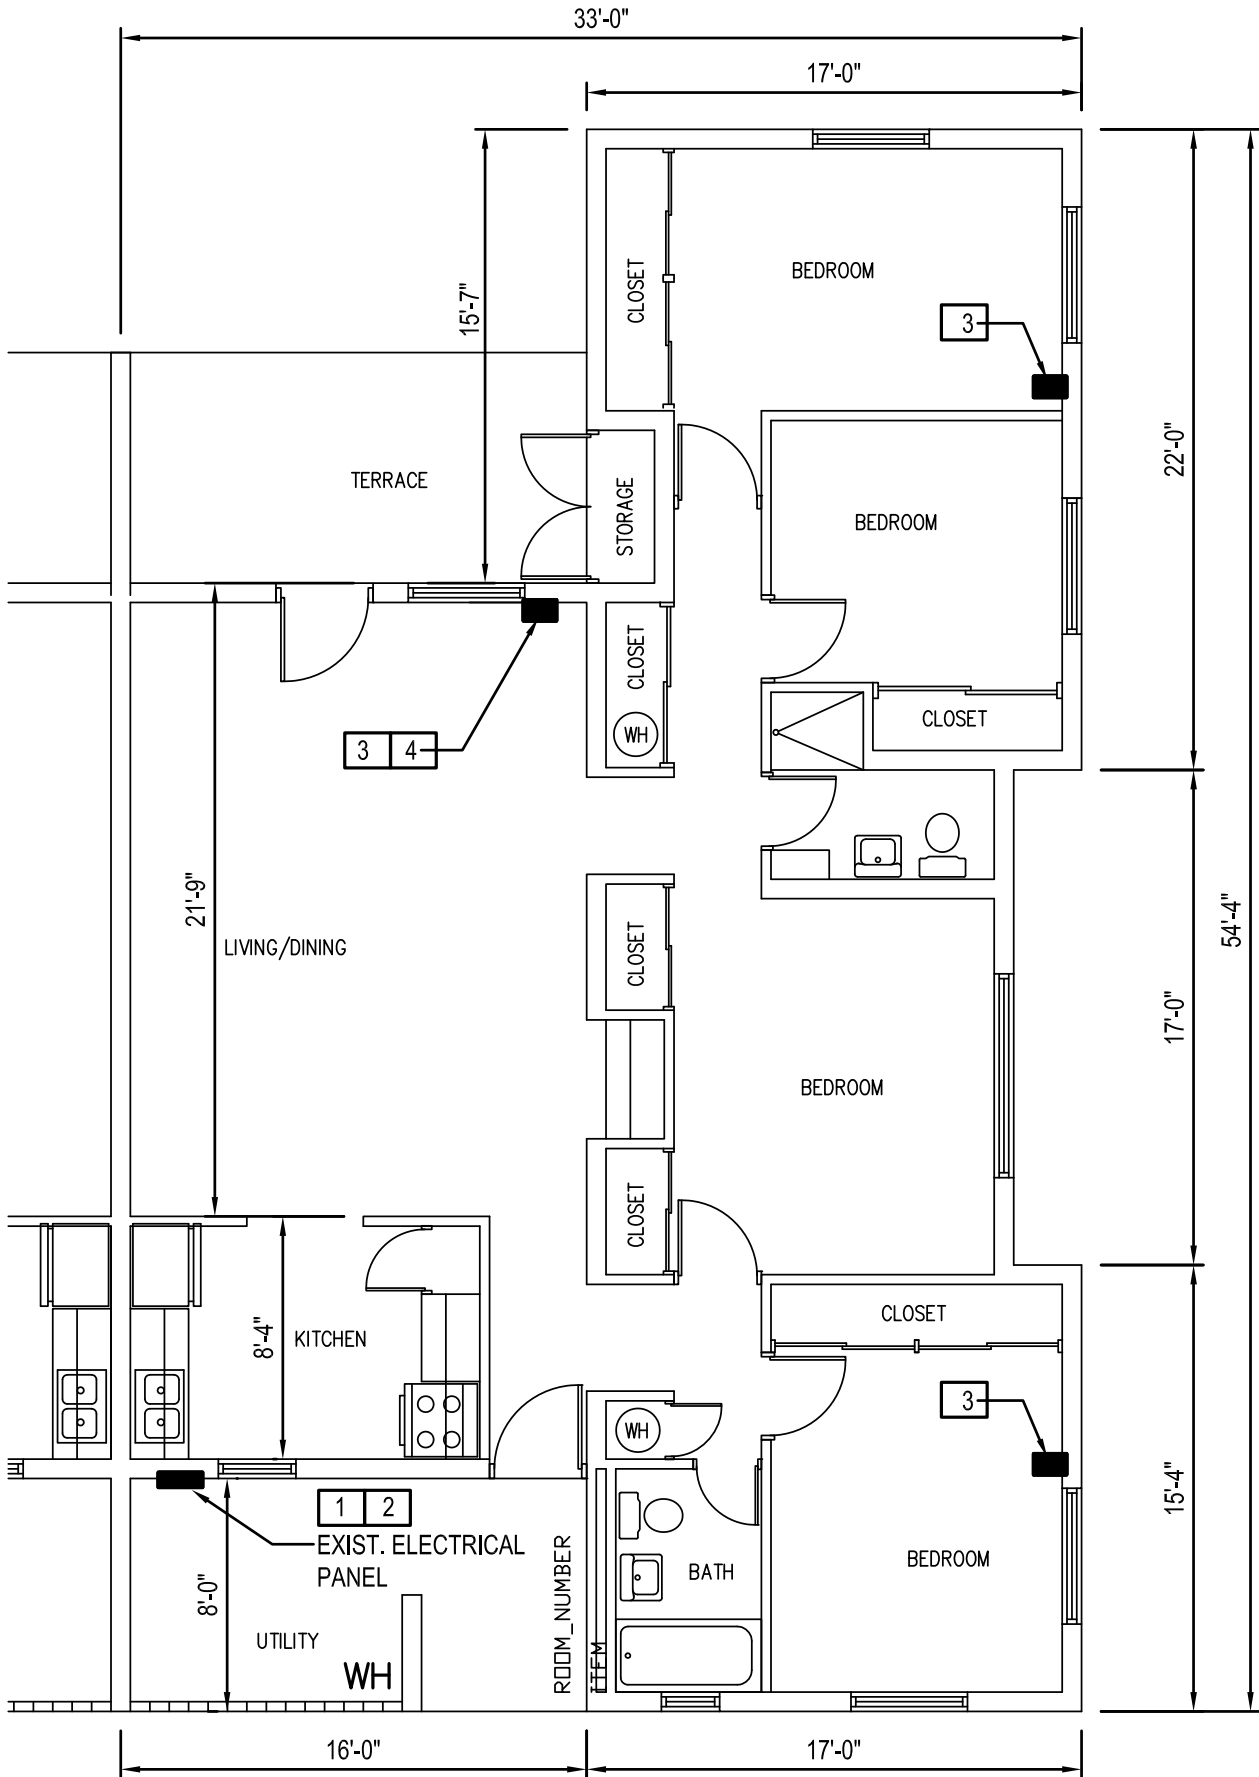 33'-0"
17'-0"
15'-7"
CLOSET
BEDROOM
3
22'-0"
TERRACE
STORAGE
BEDROOM
CLOSET
WH
CLOSET
3 4
21'-9"
LIVING/DINING
CLOSET
54'-4"
17'-0"
BEDROOM
CLOSET
8'-4"
KITCHEN
CLOSET
3
WH
15'-4"
1 2
EXIST. ELECTRICAL
PANEL
ROOM_NUMBER
ITEM
BATH
BEDROOM
8'-0"
UTILITY
WH
16'-0"
17'-0"